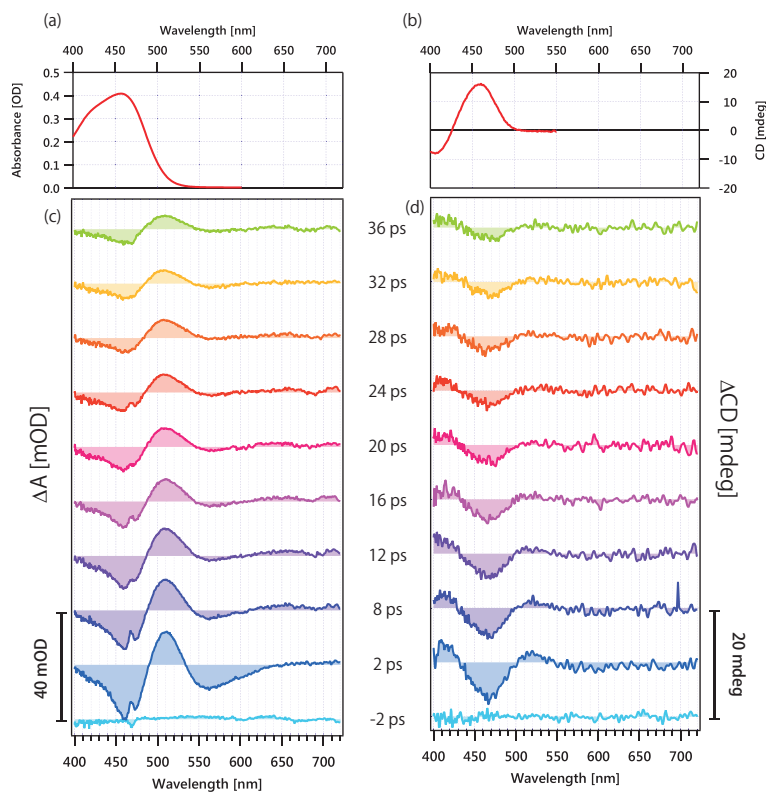 (a)
Wavelength [nm]
400 450 500 550 600 650 700
0.5
0.4
0.3
0.2
0.1
0.0
Absorbance [OD]
(b)
Wavelength [nm]
400 450 500 550 600 650 700
20
10
0
-10
-20
CD [mdeg]
(c)
ΔA [mOD]
40 mOD
400 450 500 550 600 650 700
Wavelength [nm]
36 ps
32 ps
28 ps
24 ps
20 ps
16 ps
12 ps
8 ps
2 ps
-2 ps
(d)
ΔCD [mdeg]
20 mdeg
400 450 500 550 600 650 700
Wavelength [nm]